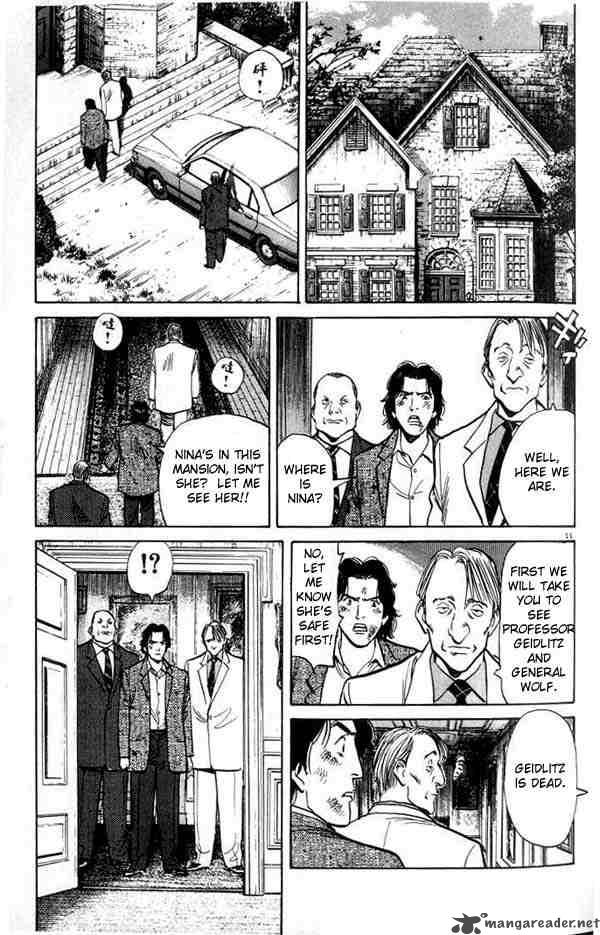 砰！
WELL,
HERE WE
ARE.
WHERE
IS
NINA?
哇！
哇！
NINA'S IN THIS
MANSION, ISN'T
SHE? LET ME
SEE HER!!
11
FIRST WE
WILL TAKE
YOU TO
SEE
PROFESSOR
GEIDLITZ
AND
GENERAL
WOLF.
NO,
LET ME
KNOW
SHE'S
SAFE
FIRST!
GEIDLITZ
IS DEAD.
!?
mangareader.net